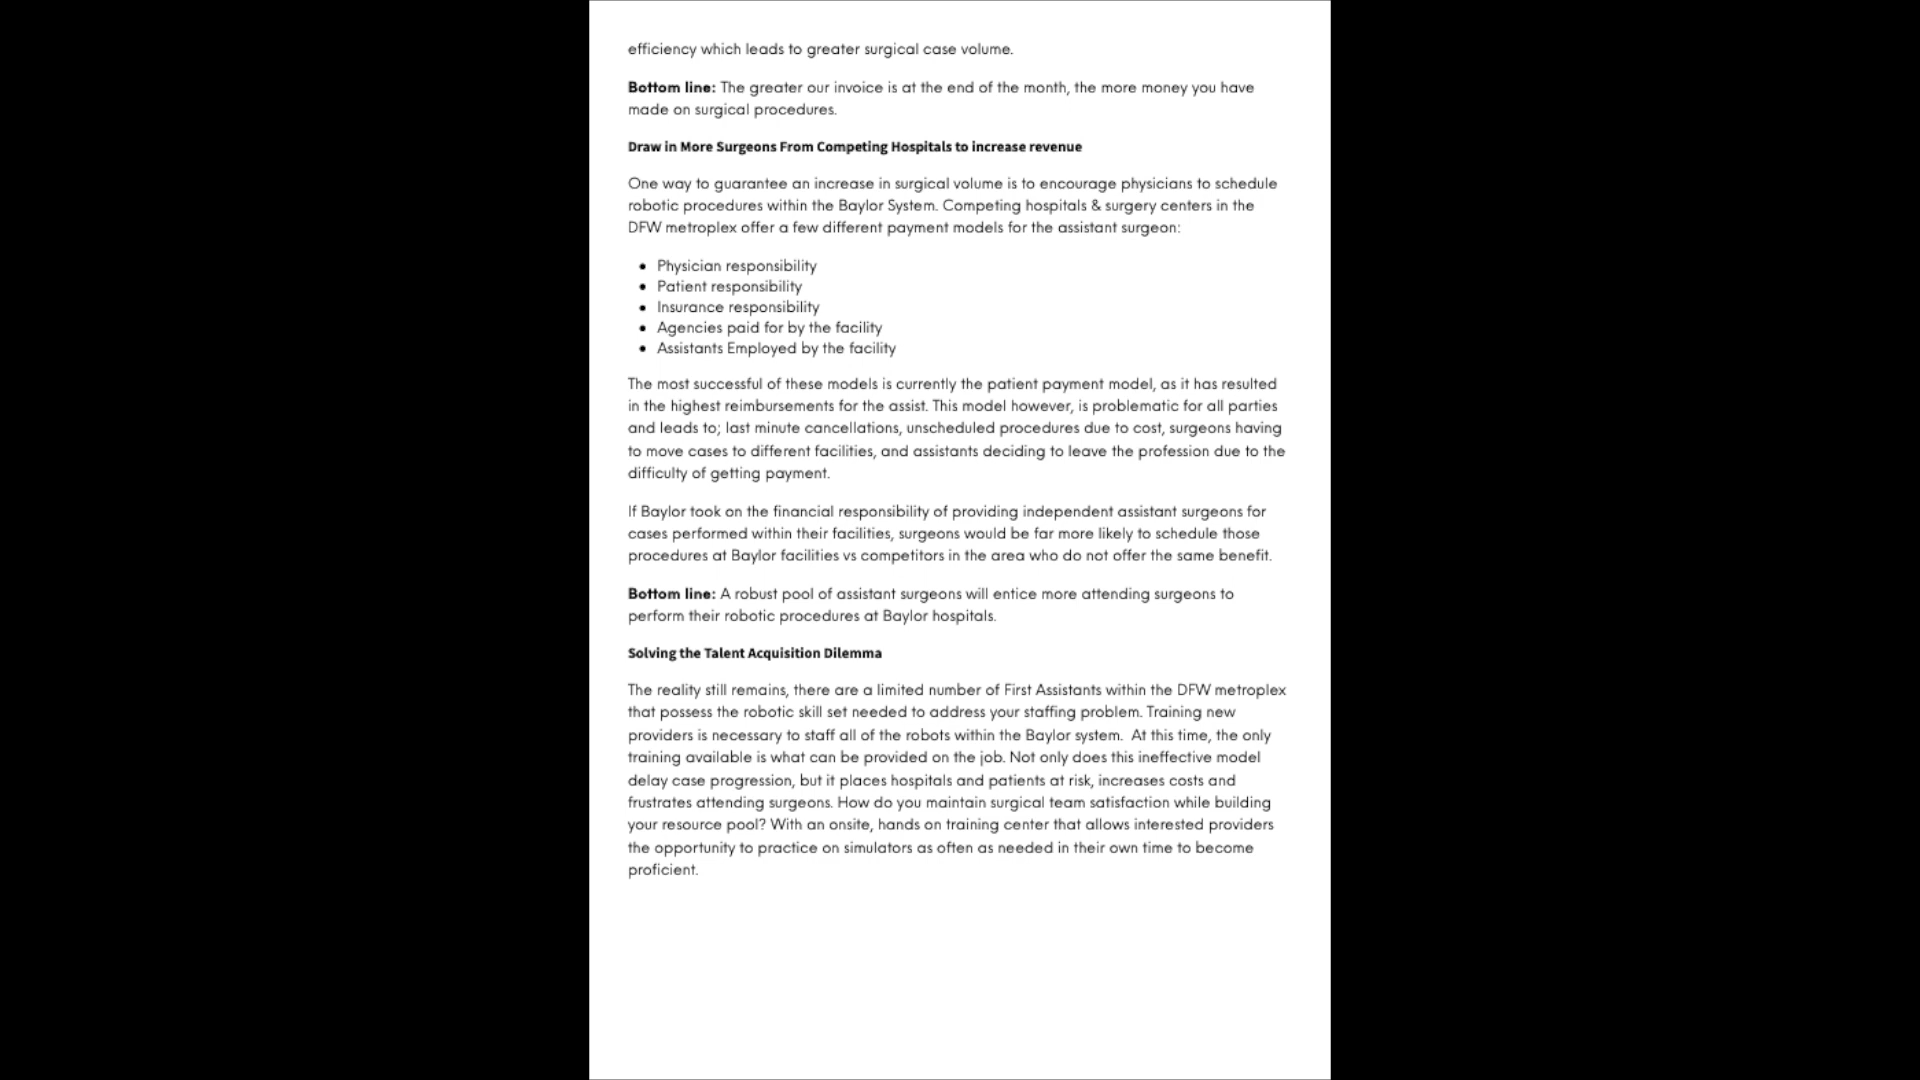 efficiency which leads to greater surgical case volume.
Bottom line: The greater our invoice is at the end of the month, the more money you have
made on surgical procedures.
Draw in More Surgeons From Competing Hospitals to increase revenue
One way to guarantee an increase in surgical volume is to encourage physicians to schedule
robotic procedures within the Baylor System. Competing hospitals & surgery centers in the
DFW metroplex offer a few different payment models for the assistant surgeon:
• Physician responsibility
• Patient responsibility
• Insurance responsibility
• Agencies paid for by the facility
• Assistants Employed by the facility
The most successful of these models is currently the patient payment model, as it has resulted
in the highest reimbursements for the assist. This model however, is problematic for all parties
and leads to; last minute cancellations, unscheduled procedures due to cost, surgeons having
to move cases to different facilities, and assistants deciding to leave the profession due to the
difficulty of getting payment.
If Baylor took on the financial responsibility of providing independent assistant surgeons for
cases performed within their facilities, surgeons would be far more likely to schedule those
procedures at Baylor facilities vs competitors in the area who do not offer the same benefit.
Bottom line: A robust pool of assistant surgeons will entice more attending surgeons to
perform their robotic procedures at Baylor hospitals.
Solving the Talent Acquisition Dilemma
The reality still remains, there are a limited number of First Assistants within the DFW metroplex
that possess the robotic skill set needed to address your staffing problem. Training new
providers is necessary to staff all of the robots within the Baylor system.  At this time, the only
training available is what can be provided on the job. Not only does this ineffective model
delay case progression, but it places hospitals and patients at risk, increases costs and
frustrates attending surgeons. How do you maintain surgical team satisfaction while building
your resource pool? With an onsite, hands on training center that allows interested providers
the opportunity to practice on simulators as often as needed in their own time to become
proficient.